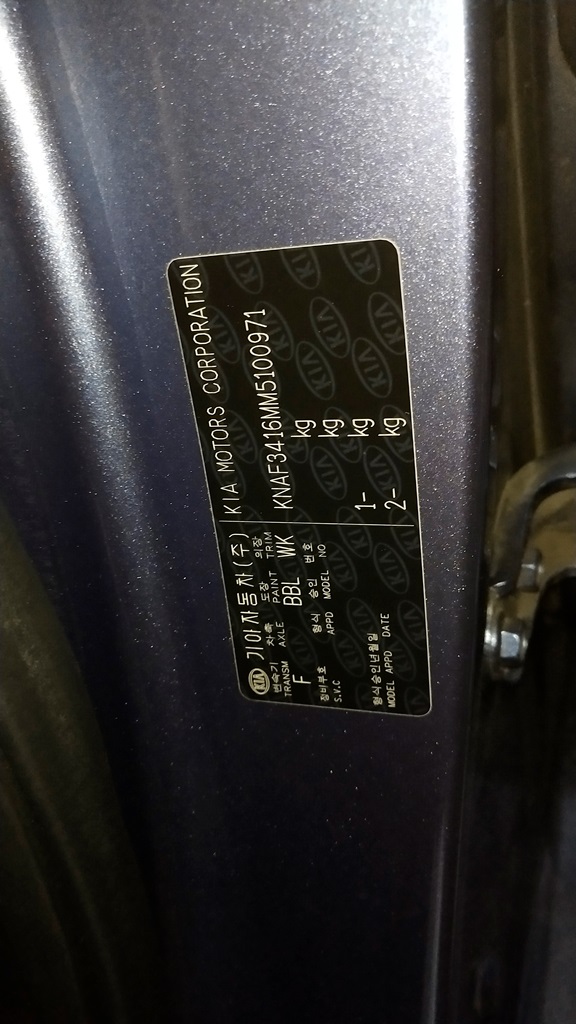 KIA 기아자동차(주) KIA MOTORS CORPORATION
변속기 차축 도장 외장
TRANSM AXLE PAINT TRIM
F BBL WK KNAF3416MM5100971
장비부호 형식 승인 번호 kg
S.V.C APPD MODEL NO kg
형식승인년월일 1- kg
MODEL APPD DATE 2- kg